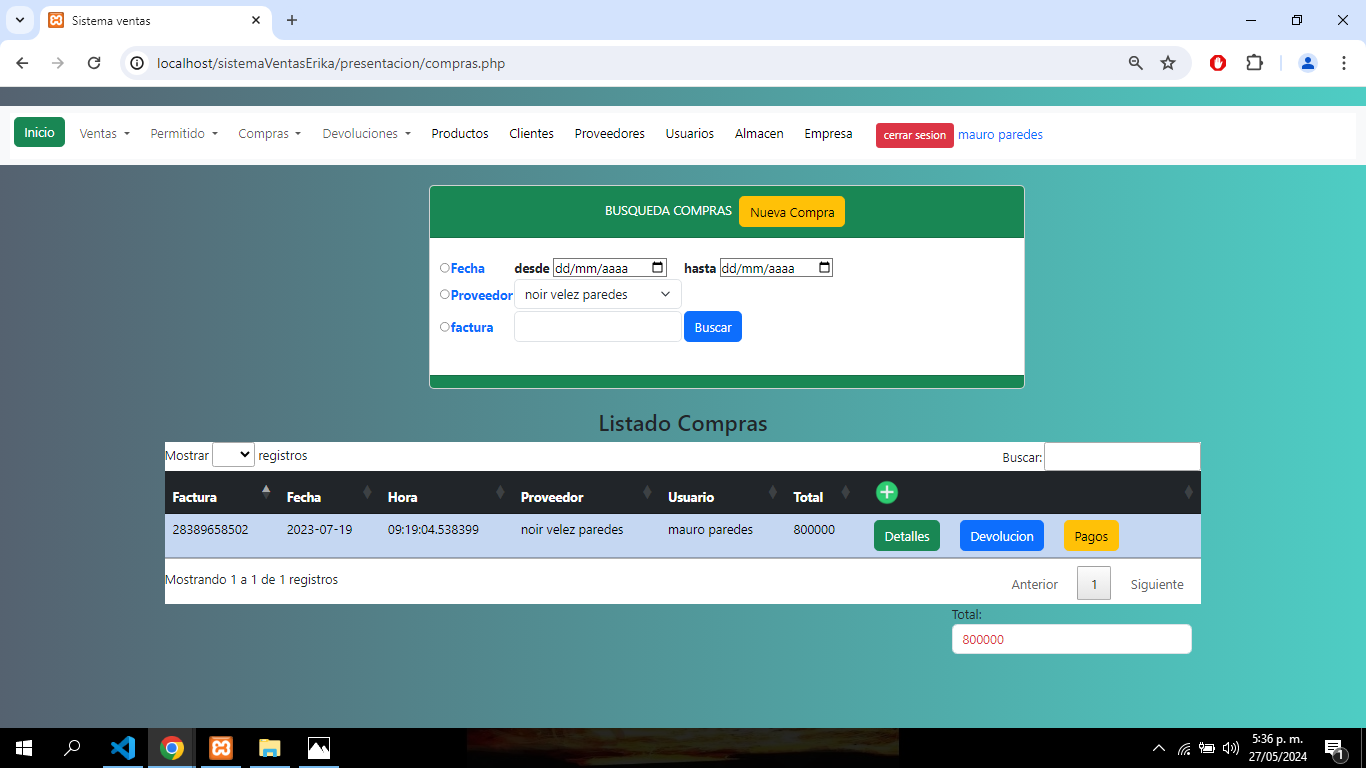 Sistema ventas
localhost/sistemaVentasErika/presentacion/compras.php
Inicio Ventas Permitido Compras Devoluciones Productos Clientes Proveedores Usuarios Almacen Empresa cerrar sesion mauro paredes
BUSQUEDA COMPRAS Nueva Compra
Fecha desde dd/mm/aaaa hasta dd/mm/aaaa
Proveedor noir velez paredes
factura Buscar
Listado Compras
Mostrar registros Buscar:
Factura Fecha Hora Proveedor Usuario Total
28389658502 2023-07-19 09:19:04.538399 noir velez paredes mauro paredes 800000 Detalles Devolucion Pagos
Mostrando 1 a 1 de 1 registros Anterior 1 Siguiente
Total:
800000
5:36 p. m.
27/05/2024
1